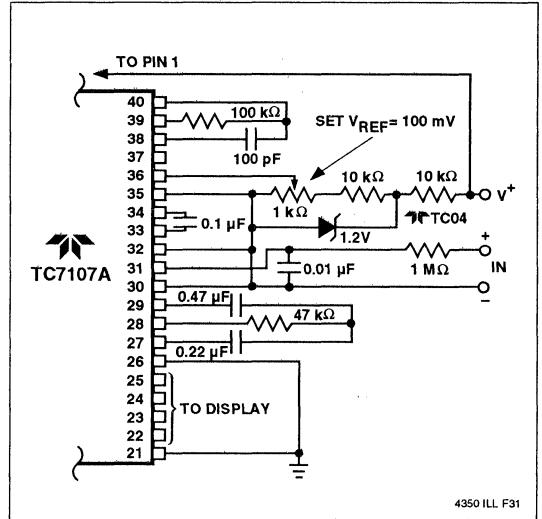 TO PIN 1
40
39
38
37
36
35
34
33
32
31
30
29
28
27
26
25
24
23
22
21
TC7107A
100 kΩ
100 pF
SET VREF = 100 mV
10 kΩ
10 kΩ
V+
1 kΩ
TC04
1.2V
0.1 µF
0.01 µF
1 MΩ
+
IN
–
0.47 µF
47 kΩ
0.22 µF
TO DISPLAY
4350 ILL F31